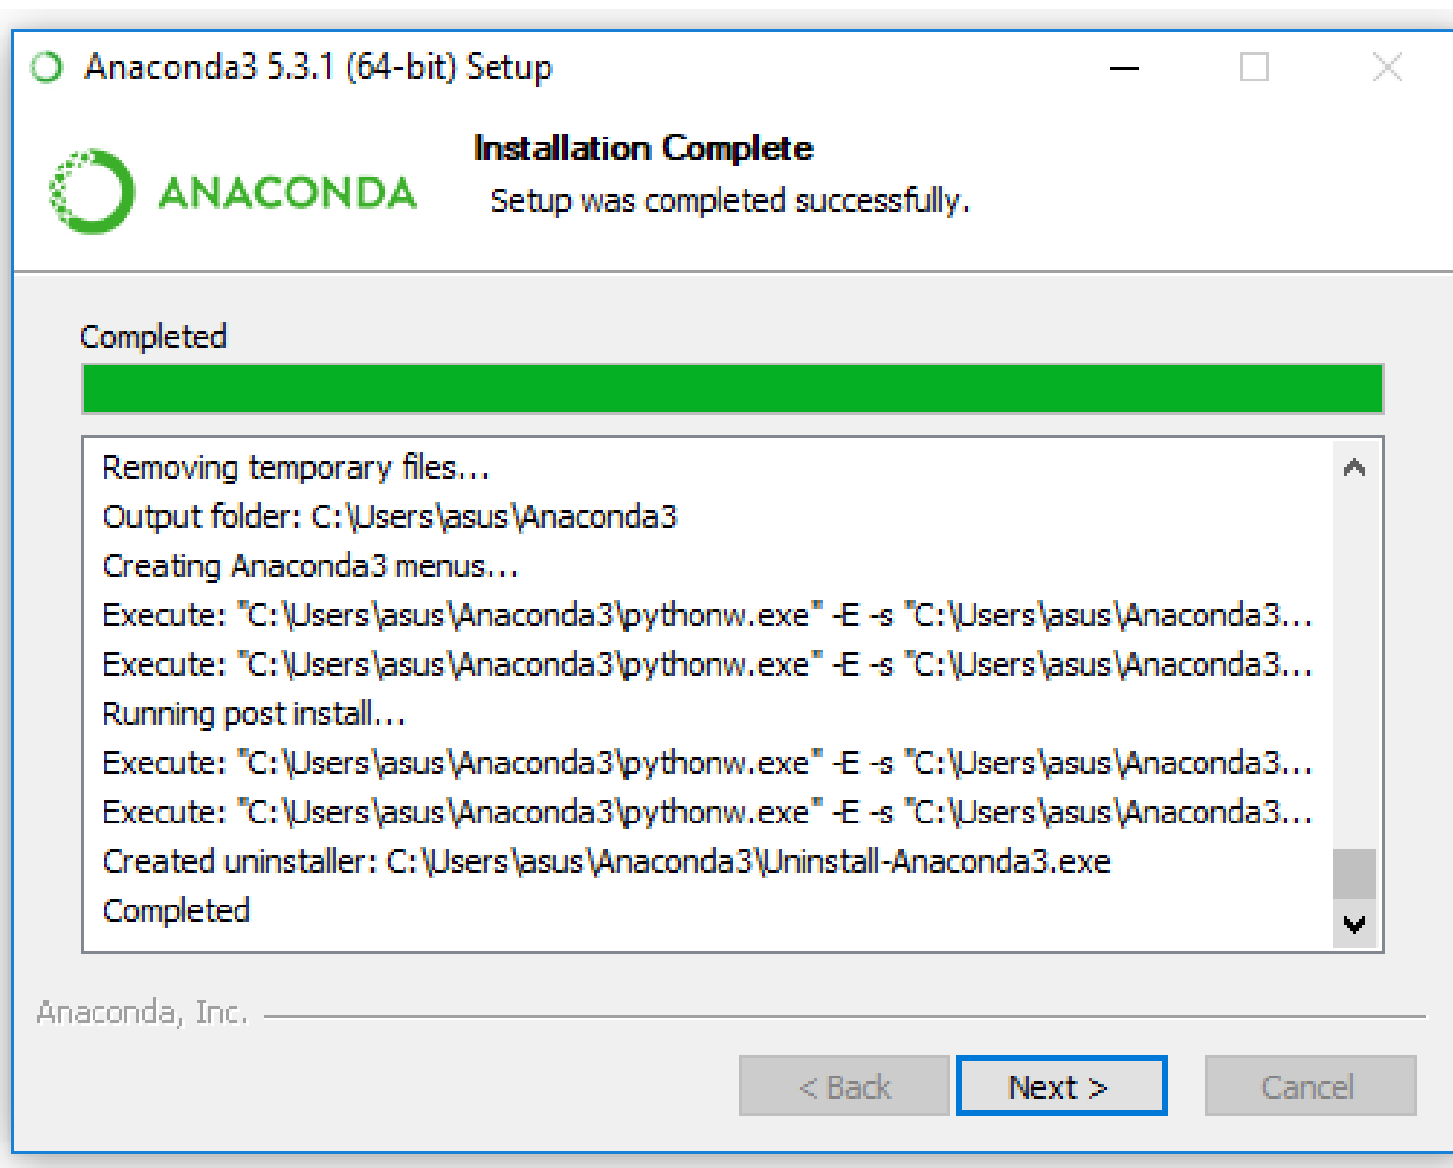 Anaconda3 5.3.1 (64-bit) Setup
ANACONDA
Installation Complete
Setup was completed successfully.
Completed
Removing temporary files...
Output folder: C:\Users\asus\Anaconda3
Creating Anaconda3 menus...
Execute: "C:\Users\asus\Anaconda3\pythonw.exe" -E -s "C:\Users\asus\Anaconda3...
Execute: "C:\Users\asus\Anaconda3\pythonw.exe" -E -s "C:\Users\asus\Anaconda3...
Running post install...
Execute: "C:\Users\asus\Anaconda3\pythonw.exe" -E -s "C:\Users\asus\Anaconda3...
Execute: "C:\Users\asus\Anaconda3\pythonw.exe" -E -s "C:\Users\asus\Anaconda3...
Created uninstaller: C:\Users\asus\Anaconda3\Uninstall-Anaconda3.exe
Completed
Anaconda, Inc.
< Back Next > Cancel